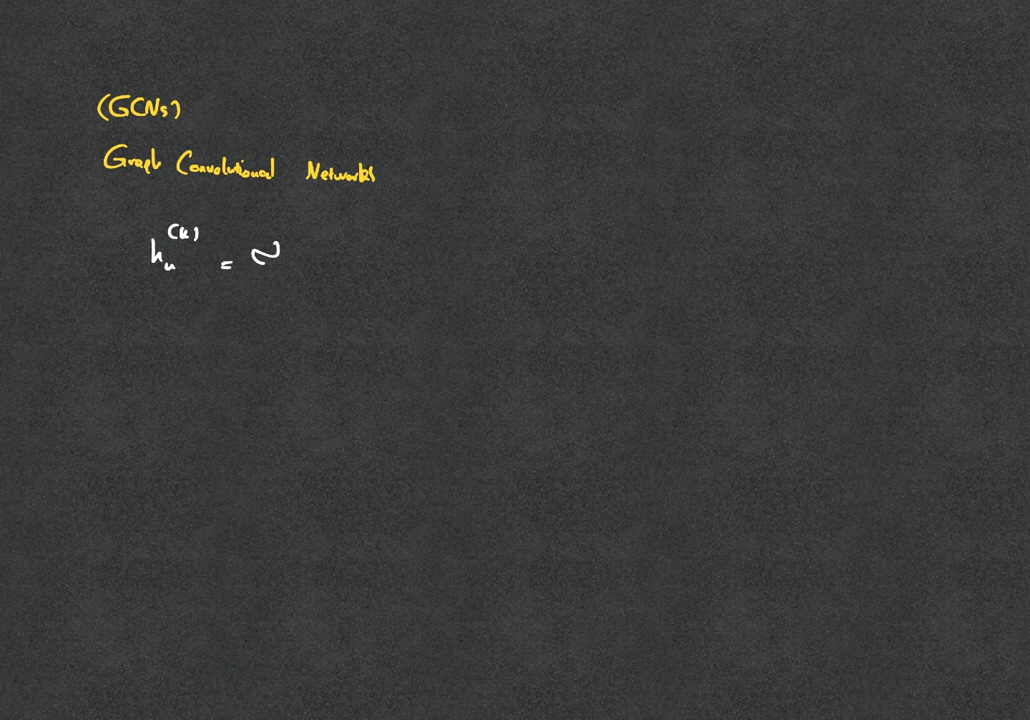 (GCNs)
Graph Convolutional Networks
h_u^(k) = ~